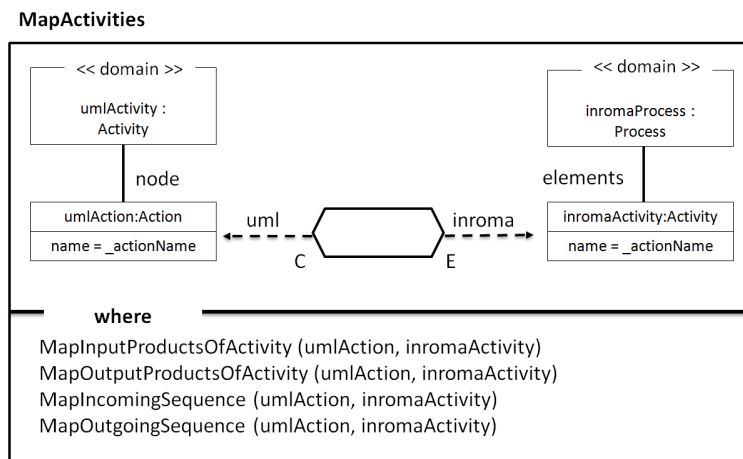 MapActivities
<< domain >>
umlActivity :
Activity
node
umlAction:Action
name = _actionName
<< domain >>
inromaProcess :
Process
elements
inromaActivity:Activity
name = _actionName
uml
inroma
C
E
where
MapInputProductsOfActivity (umlAction, inromaActivity)
MapOutputProductsOfActivity (umlAction, inromaActivity)
MapIncomingSequence (umlAction, inromaActivity)
MapOutgoingSequence (umlAction, inromaActivity)